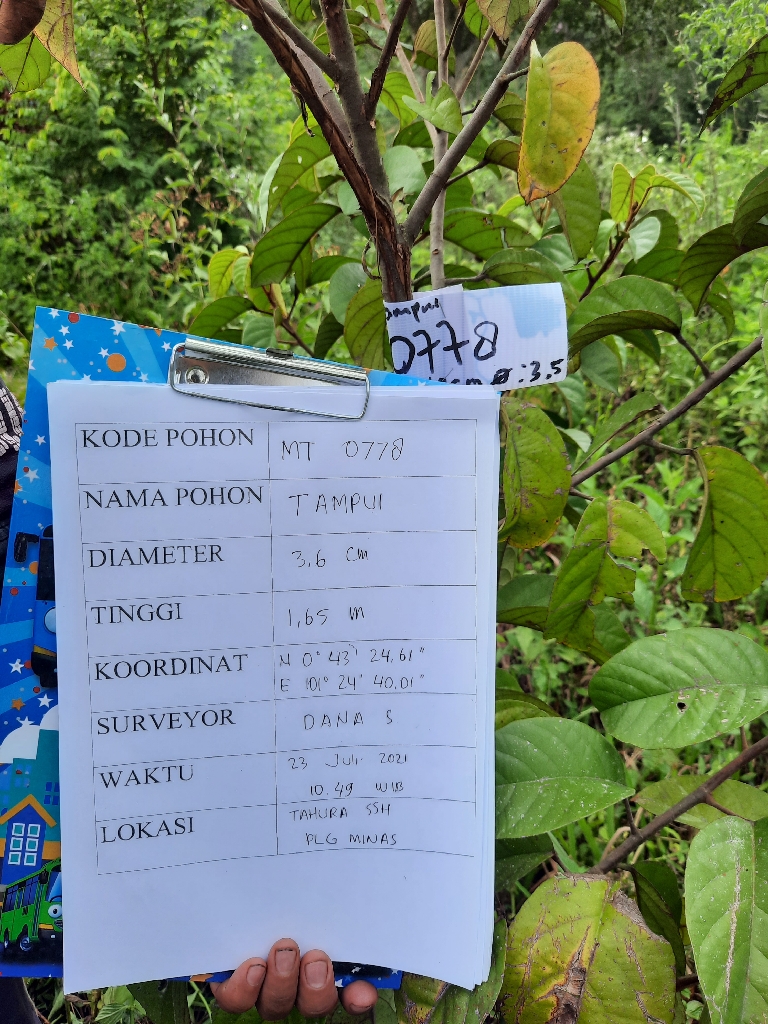 ampui
0778
cm ø:3.5
KODE POHON MT 0778
NAMA POHON TAMPUI
DIAMETER 3,6 cm
TINGGI 1,65 m
KOORDINAT N 0° 43' 24,61"
E 101° 24' 40,01"
SURVEYOR DANA S
WAKTU 23 Juli 2021
10.49 WIB
LOKASI TAHURA SSH
PLG MINAS